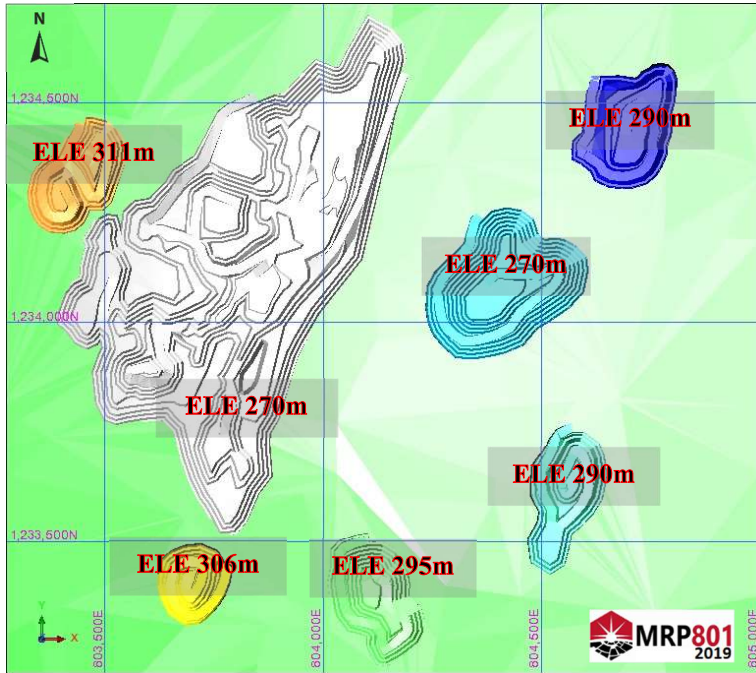 N
1,234,500N
ELE 311m
ELE 290m
ELE 270m
1,234,000N
ELE 270m
ELE 290m
1,233,500N
ELE 306m
ELE 295m
803,500E
804,000E
804,500E
805,000E
Y
X
MRP801
2019